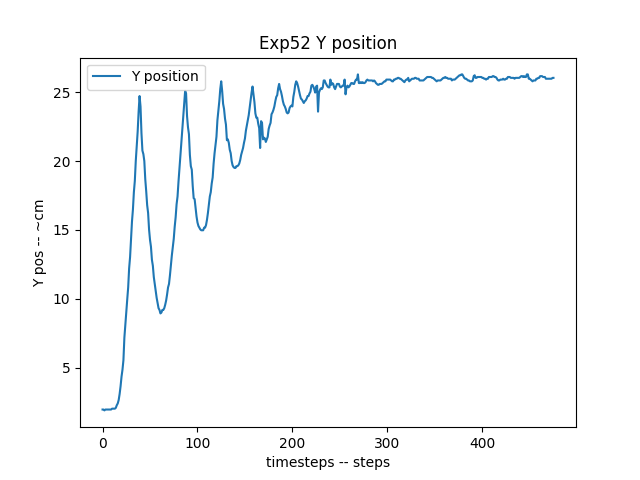 Exp52 Y position
Y position
25
20
15
10
5
Y pos -- ~cm
0 100 200 300 400
timesteps -- steps